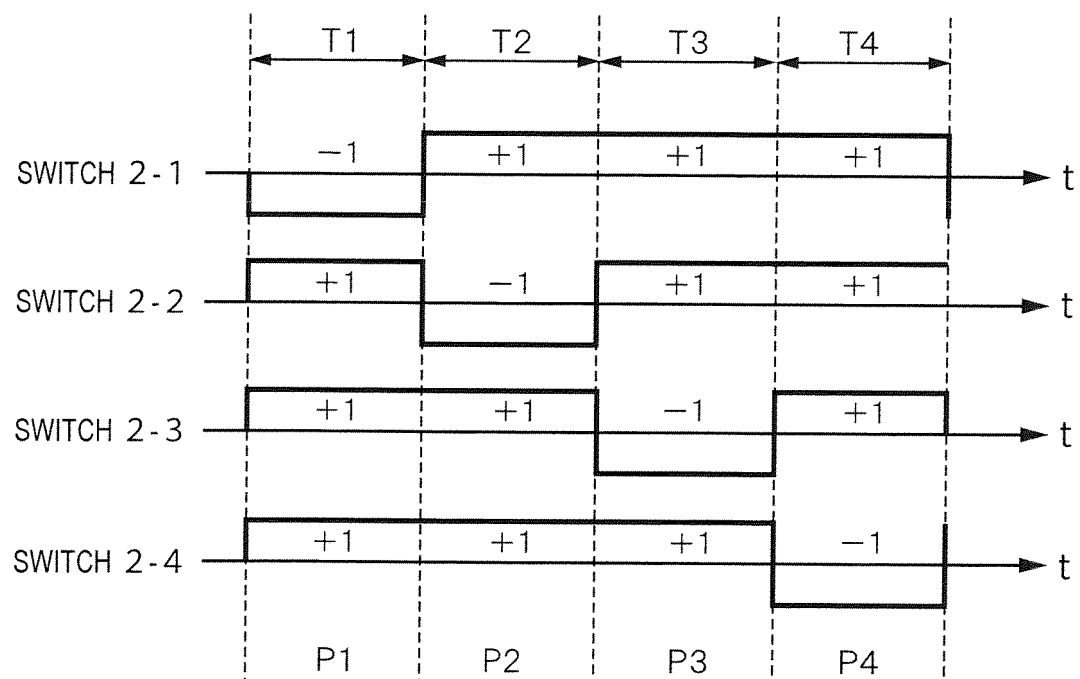 T1 T2 T3 T4
SWITCH 2-1 −1 +1 +1 +1 t
SWITCH 2-2 +1 −1 +1 +1 t
SWITCH 2-3 +1 +1 −1 +1 t
SWITCH 2-4 +1 +1 +1 −1 t
P1 P2 P3 P4